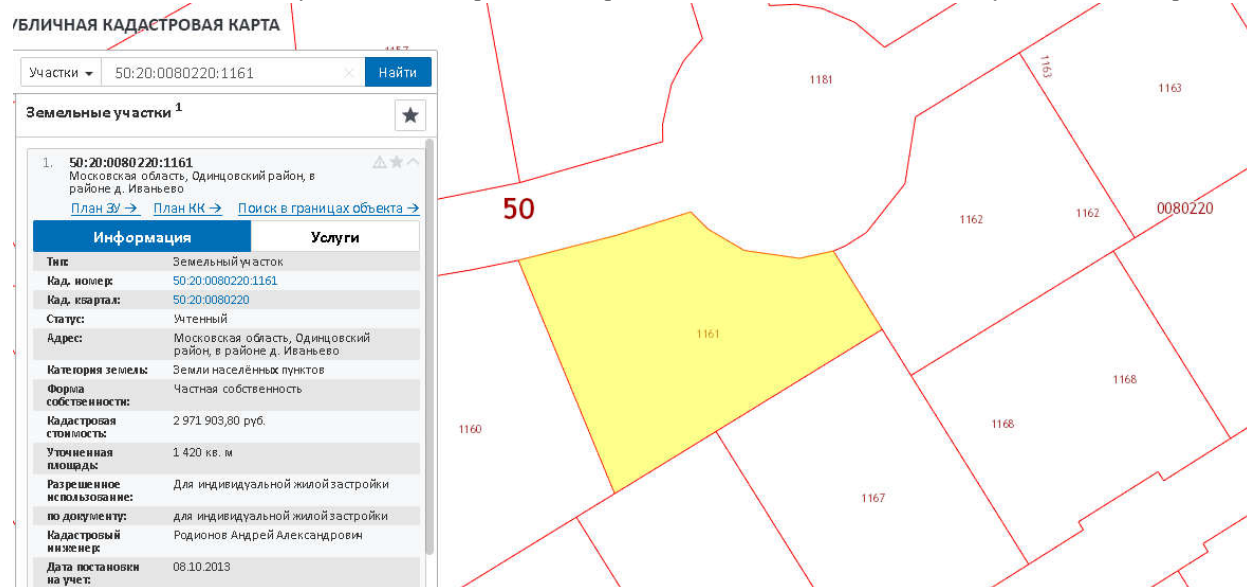 УБЛИЧНАЯ КАДАСТРОВАЯ КАРТА
Участки 50:20:0080220:1161 × Найти
Земельные участки 1
1. 50:20:0080220:1161
Московская область, Одинцовский район, в
районе д. Иваньево
План ЗУ → План КК → Поиск в границах объекта →
Информация Услуги
Тип: Земельный участок
Кад. номер: 50:20:0080220:1161
Кад. квартал: 50:20:0080220
Статус: Учтенный
Адрес: Московская область, Одинцовский
район, в районе д. Иваньево
Категория земель: Земли населённых пунктов
Форма
собственности: Частная собственность
Кадастровая
стоимость: 2 971 903,80 руб.
Уточненная
площадь: 1 420 кв. м
Разрешенное
использование: Для индивидуальной жилой застройки
по документу: для индивидуальной жилой застройки
Кадастровый
инженер: Родионов Андрей Александрович
Дата постановки
на учет: 08.10.2013
1157
1181
1163
1163
50
1162
1162
0080220
1161
1168
1160
1168
1167